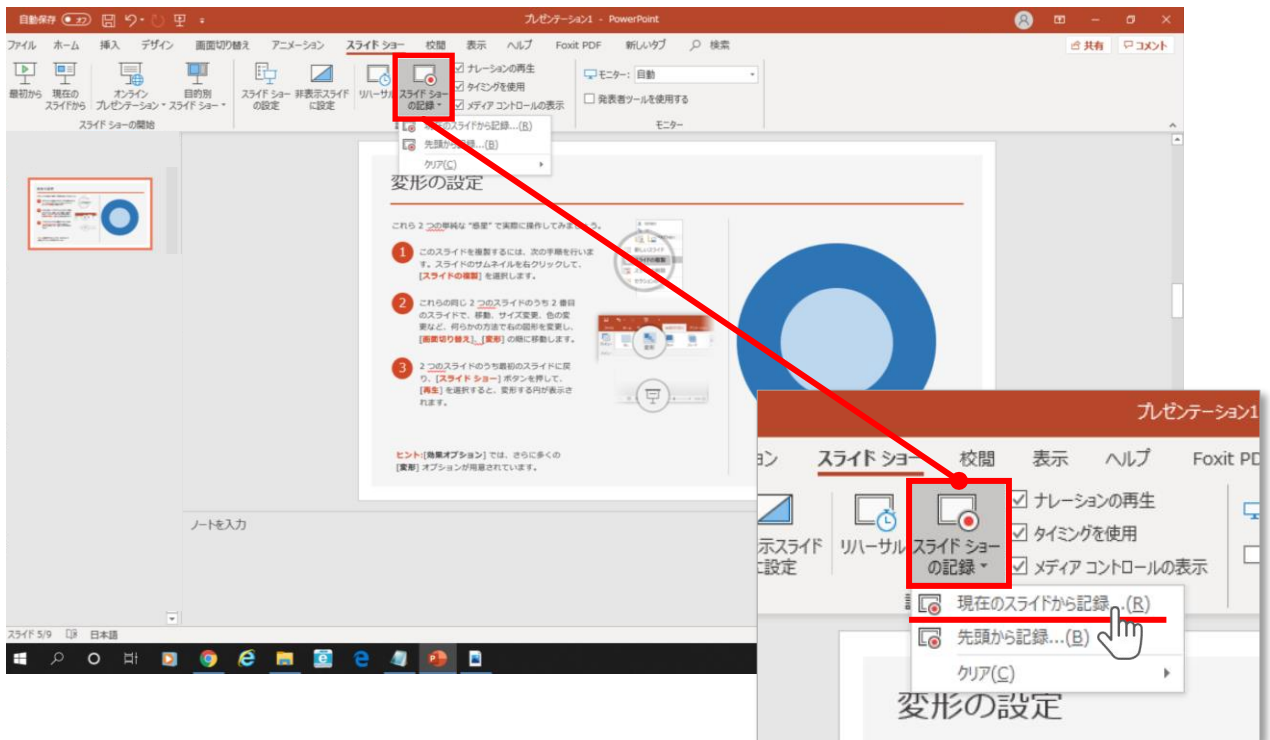 自動保存 オフ
プレゼンテーション1 - PowerPoint
ファイル ホーム 挿入 デザイン 画面切り替え アニメーション スライド ショー 校閲 表示 ヘルプ Foxit PDF 新しいタブ 検索 共有 コメント
最初から
現在の
スライドから
オンライン
プレゼンテーション
目的別
スライド ショー
スライド ショー
の設定
非表示スライド
に設定
リハーサル
スライド ショー
の記録
ナレーションの再生
タイミングを使用
メディア コントロールの表示
モニター: 自動
発表者ツールを使用する
スライド ショーの開始
モニター
現在のスライドから記録...(R)
先頭から記録...(B)
クリア(C)
変形の設定
これら 2 つの単純な "惑星" で実際に操作してみましょう。
1 このスライドを複製するには、次の手順を行いま
す。スライドのサムネイルを右クリックして、
[スライドの複製] を選択します。
2 これらの同じ 2 つのスライドのうち 2 番目
のスライドで、移動、サイズ変更、色の変
更など、何らかの方法で右の図形を変更し、
[画面切り替え]、[変形] の順に移動します。
3 2 つのスライドのうち最初のスライドに戻
り、[スライド ショー] ボタンを押して、
[再生] を選択すると、変形する円が表示さ
れます。
ヒント:[効果オプション] では、さらに多くの
[変形] オプションが用意されています。
スライドの複製
変形
ノートを入力
スライド 5/9 日本語
プレゼンテーション1
ョン スライド ショー 校閲 表示 ヘルプ Foxit PD
示スライド
に設定
リハーサル
スライド ショー
の記録
ナレーションの再生
タイミングを使用
メディア コントロールの表示
現在のスライドから記録...(R)
先頭から記録...(B)
クリア(C)
変形の設定